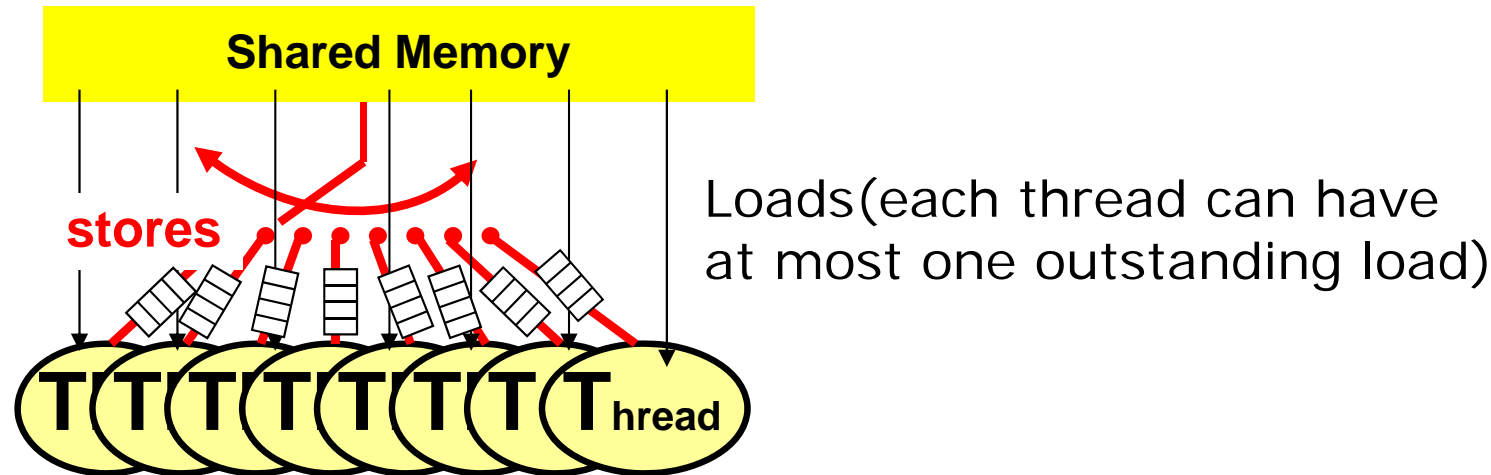 Shared Memory
stores
Loads(each thread can have
at most one outstanding load)
T T T T T T T Thread